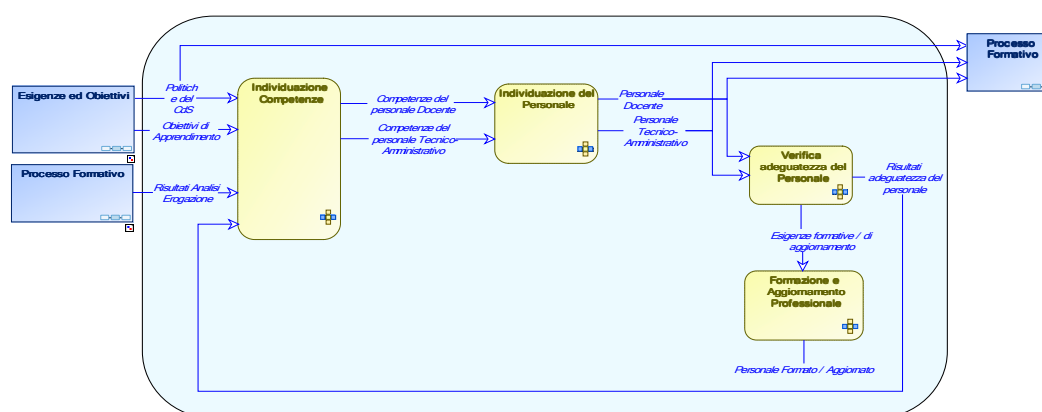 Processo
Formativo
Esigenze ed Obiettivi
Politich
e del
CdS
Obiettivi di
Apprendimento
Processo Formativo
Risultati Analisi
Erogazione
Individuazione
Competenze
Competenze del
personale Docente
Competenze del
personale Tecnico-
Amministrativo
Individuazione del
Personale
Personale
Docente
Personale
Tecnico-
Amministrativo
Verifica
adeguatezza del
Personale
Risultati
adeguatezza del
personale
Esigenze formative / di
aggiornamento
Formazione e
Aggiornamento
Professionale
Personale Formato / Aggiornato